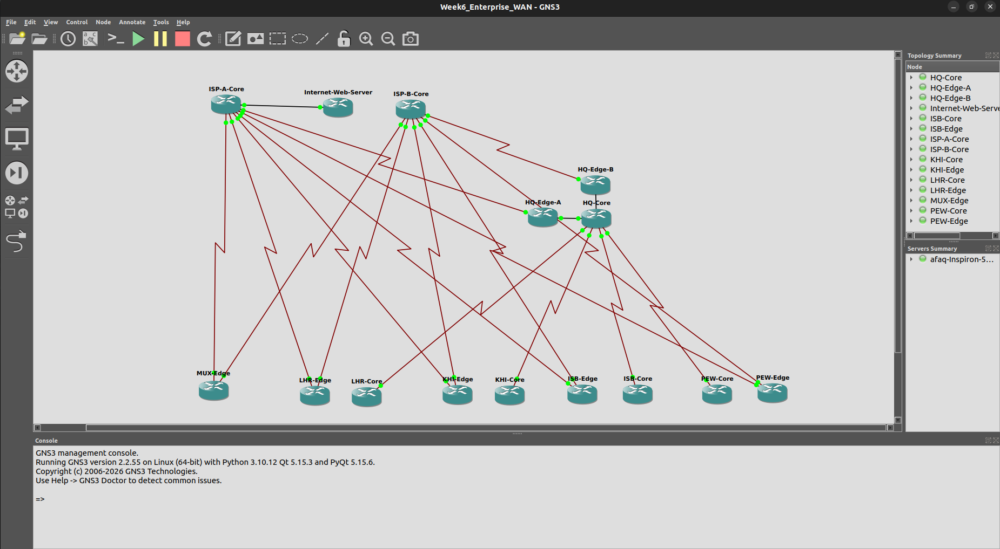 Week6_Enterprise_WAN - GNS3
File Edit View Control Node Annotate Tools Help
a c
b
ISP-A-Core
Internet-Web-Server
ISP-B-Core
HQ-Edge-B
HQ-Edge-A
HQ-Core
MUX-Edge
LHR-Edge
LHR-Core
KHI-Edge
KHI-Core
ISB-Edge
ISB-Core
PEW-Core
PEW-Edge
Topology Summary
Node
HQ-Core
HQ-Edge-A
HQ-Edge-B
Internet-Web-Serve
ISB-Core
ISB-Edge
ISP-A-Core
ISP-B-Core
KHI-Core
KHI-Edge
LHR-Core
LHR-Edge
MUX-Edge
PEW-Core
PEW-Edge
Servers Summary
afaq-Inspiron-5...
Console
GNS3 management console.
Running GNS3 version 2.2.55 on Linux (64-bit) with Python 3.10.12 Qt 5.15.3 and PyQt 5.15.6.
Copyright (c) 2006-2026 GNS3 Technologies.
Use Help -> GNS3 Doctor to detect common issues.
=>